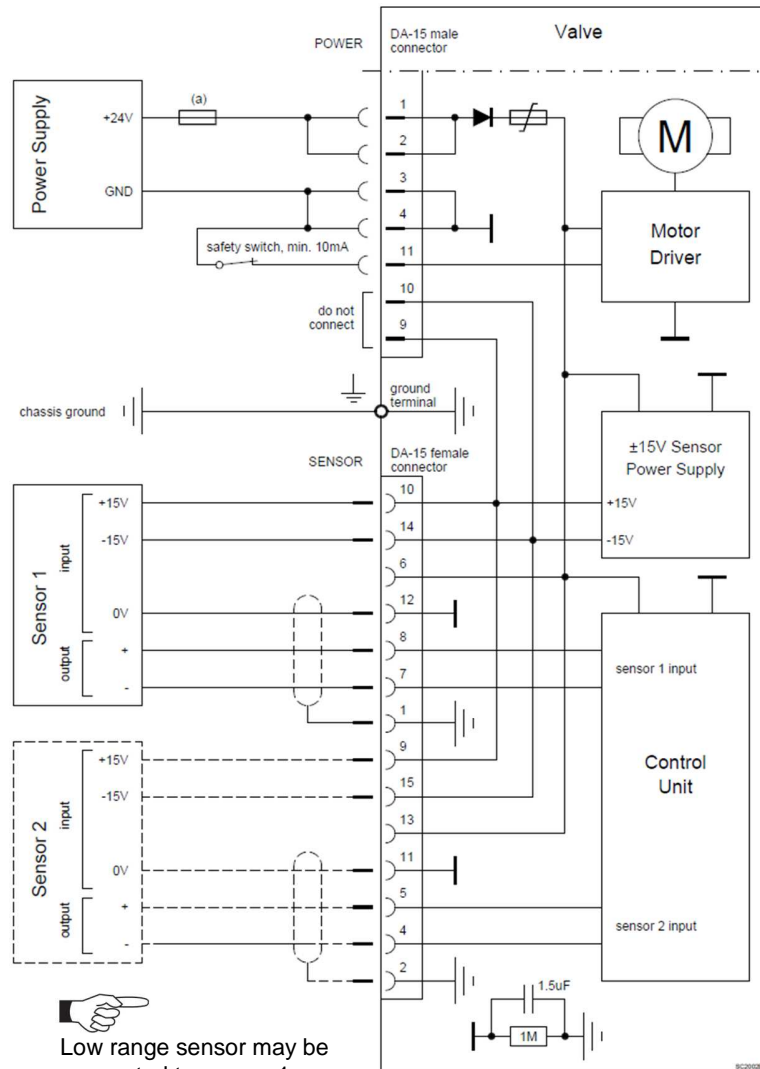 POWER
DA-15 male
connector
Valve
Power Supply
+24V
(a)
GND
safety switch, min. 10mA
do not
connect
1
2
3
4
11
10
9
M
Motor
Driver
chassis ground
ground
terminal
SENSOR
DA-15 female
connector
±15V Sensor
Power Supply
+15V
-15V
Sensor 1
input
+15V
-15V
0V
output
+
-
10
14
6
12
8
7
1
sensor 1 input
Control
Unit
Sensor 2
input
+15V
-15V
0V
output
+
-
9
15
13
11
5
4
2
sensor 2 input
1.5uF
1M
Low range sensor may be